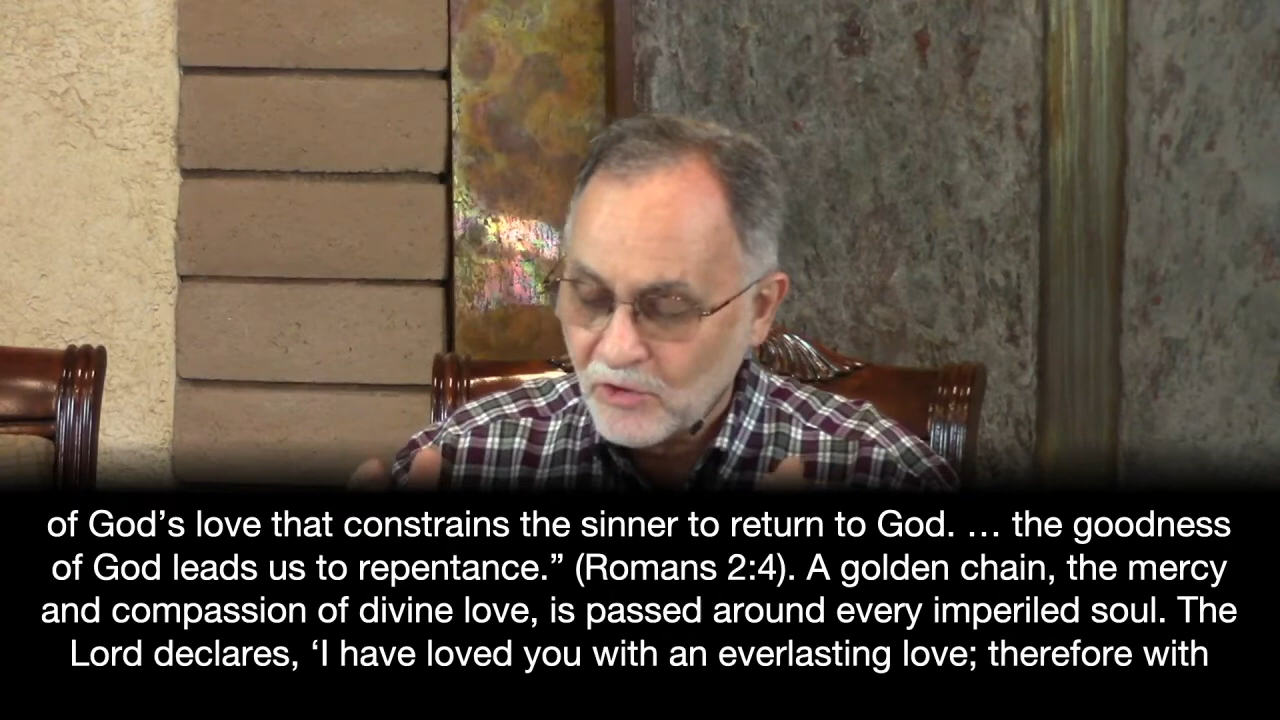 of God’s love that constrains the sinner to return to God. … the goodness
of God leads us to repentance.” (Romans 2:4). A golden chain, the mercy
and compassion of divine love, is passed around every imperiled soul. The
Lord declares, ‘I have loved you with an everlasting love; therefore with